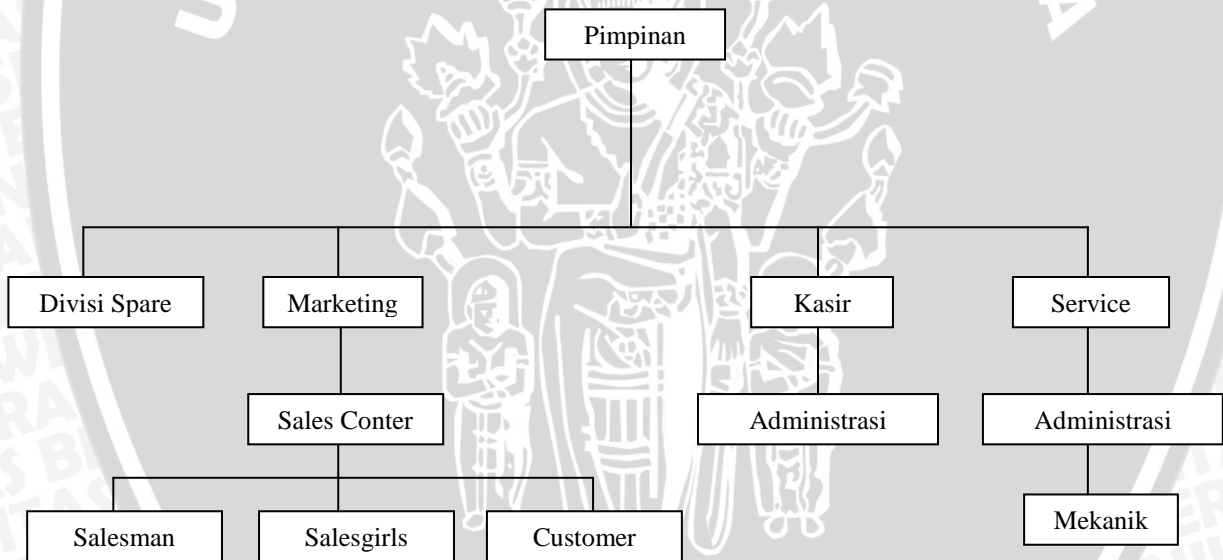 Pimpinan
Divisi Spare
Marketing
Kasir
Service
Sales Conter
Administrasi
Administrasi
Salesman
Salesgirls
Customer
Mekanik